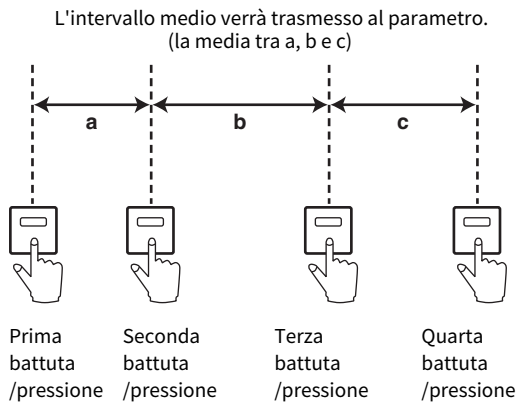 L'intervallo medio verrà trasmesso al parametro.
(la media tra a, b e c)
a
b
c
Prima
battuta
/pressione
Seconda
battuta
/pressione
Terza
battuta
/pressione
Quarta
battuta
/pressione